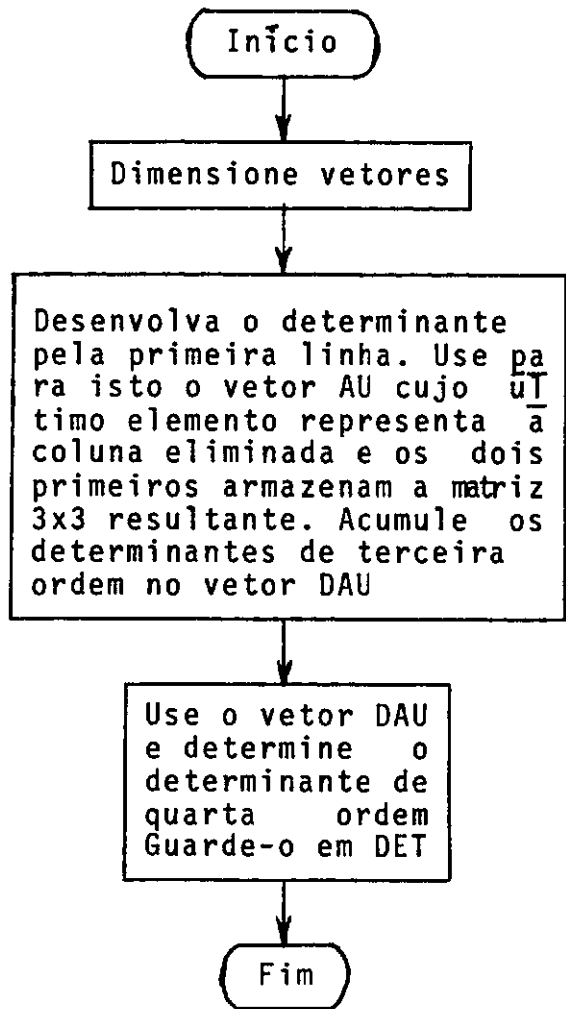 Início
Dimensione vetores
Desenvolva o determinante
pela primeira linha. Use pa
ra isto o vetor AU cujo úl
timo elemento representa a
coluna eliminada e os dois
primeiros armazenam a matriz
3x3 resultante. Acumule os
determinantes de terceira
ordem no vetor DAU
Use o vetor DAU
e determine o
determinante de
quarta ordem
Guarde-o em DET
Fim